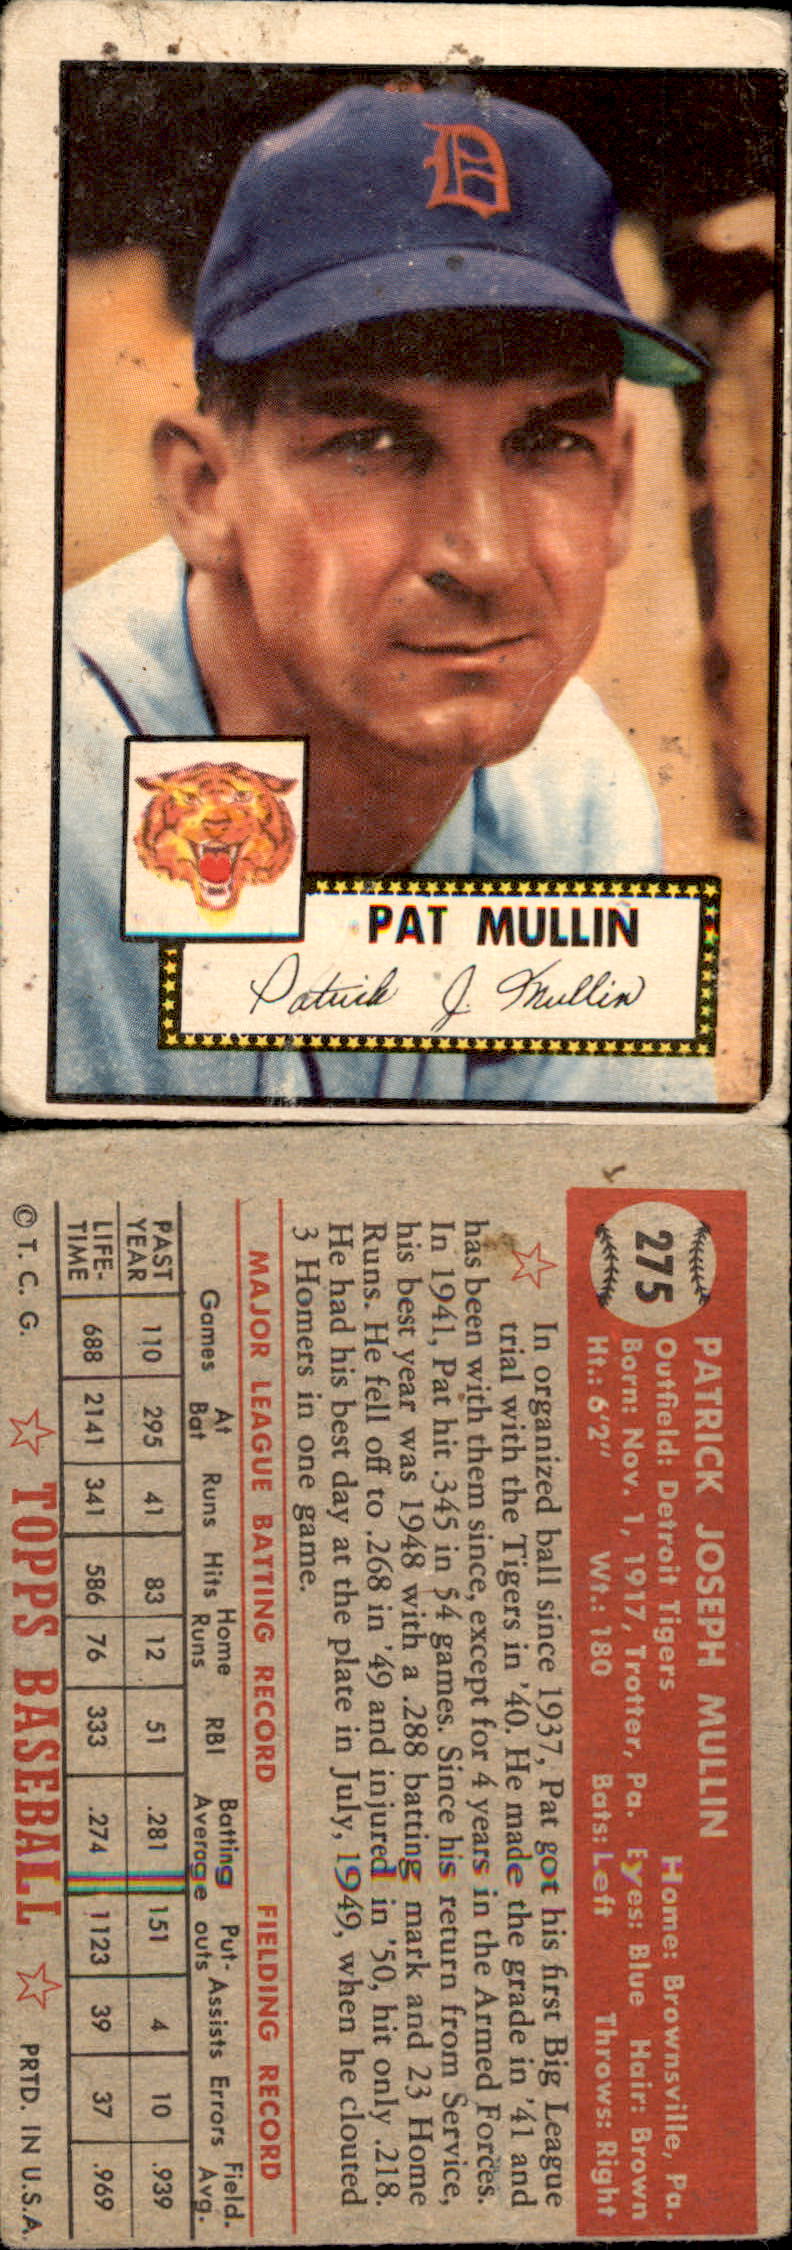 D
PAT MULLIN
Patrick J. Mullin
275
PATRICK JOSEPH MULLIN
Outfield: Detroit Tigers Home: Brownsville, Pa.
Born: Nov. 1, 1917, Trotter, Pa. Eyes: Blue Hair: Brown
Ht.: 6'2" Wt.: 180 Bats: Left Throws: Right
In organized ball since 1937, Pat got his first Big League
trial with the Tigers in '40. He made the grade in '41 and
has been with them since, except for 4 years in the Armed Forces.
In 1941, Pat hit .345 in 54 games. Since his return from Service,
his best year was 1948 with a .288 batting mark and 23 Home
Runs. He fell off to .268 in '49 and injured in '50, hit only .218.
He had his best day at the plate in July, 1949, when he clouted
3 Homers in one game.
MAJOR LEAGUE BATTING RECORD FIELDING RECORD
Games At Bat Runs Hits Home Runs RBI Batting Average Put-outs Assists Errors Field. Avg.
PAST YEAR 110 295 41 83 12 51 .281 151 4 10 .939
LIFE-TIME 688 2141 341 586 76 333 .274 1123 39 37 .969
© T. C. G. TOPPS BASEBALL PRTD. IN U.S.A.